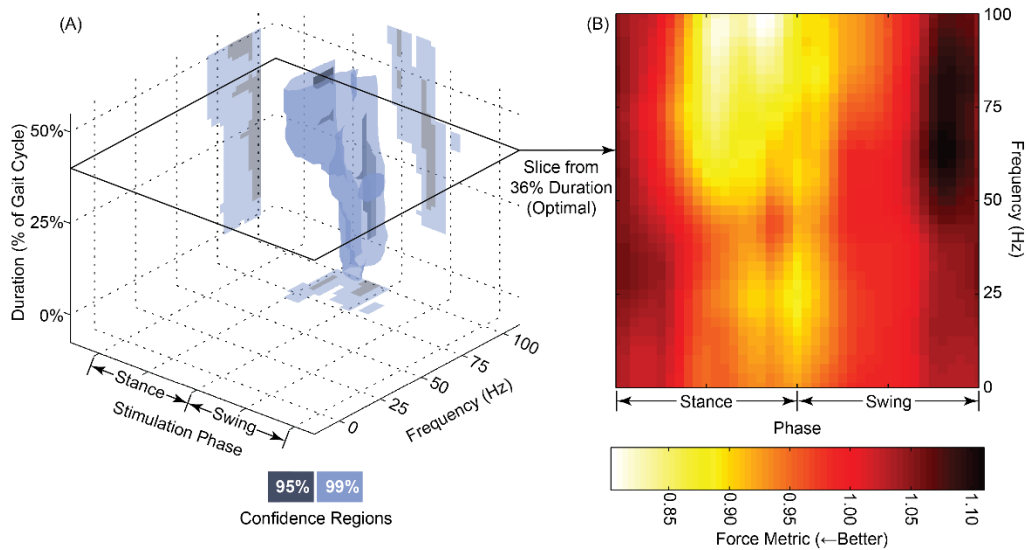 (A)
Duration (% of Gait Cycle)
50%
25%
0%
Stance
Swing
Stimulation Phase
0
25
50
75
100
Frequency (Hz)
95%
99%
Confidence Regions
Slice from
36% Duration
(Optimal)
(B)
100
75
50
25
0
Frequency (Hz)
Stance
Swing
Phase
0.85
0.90
0.95
1.00
1.05
1.10
Force Metric (←Better)